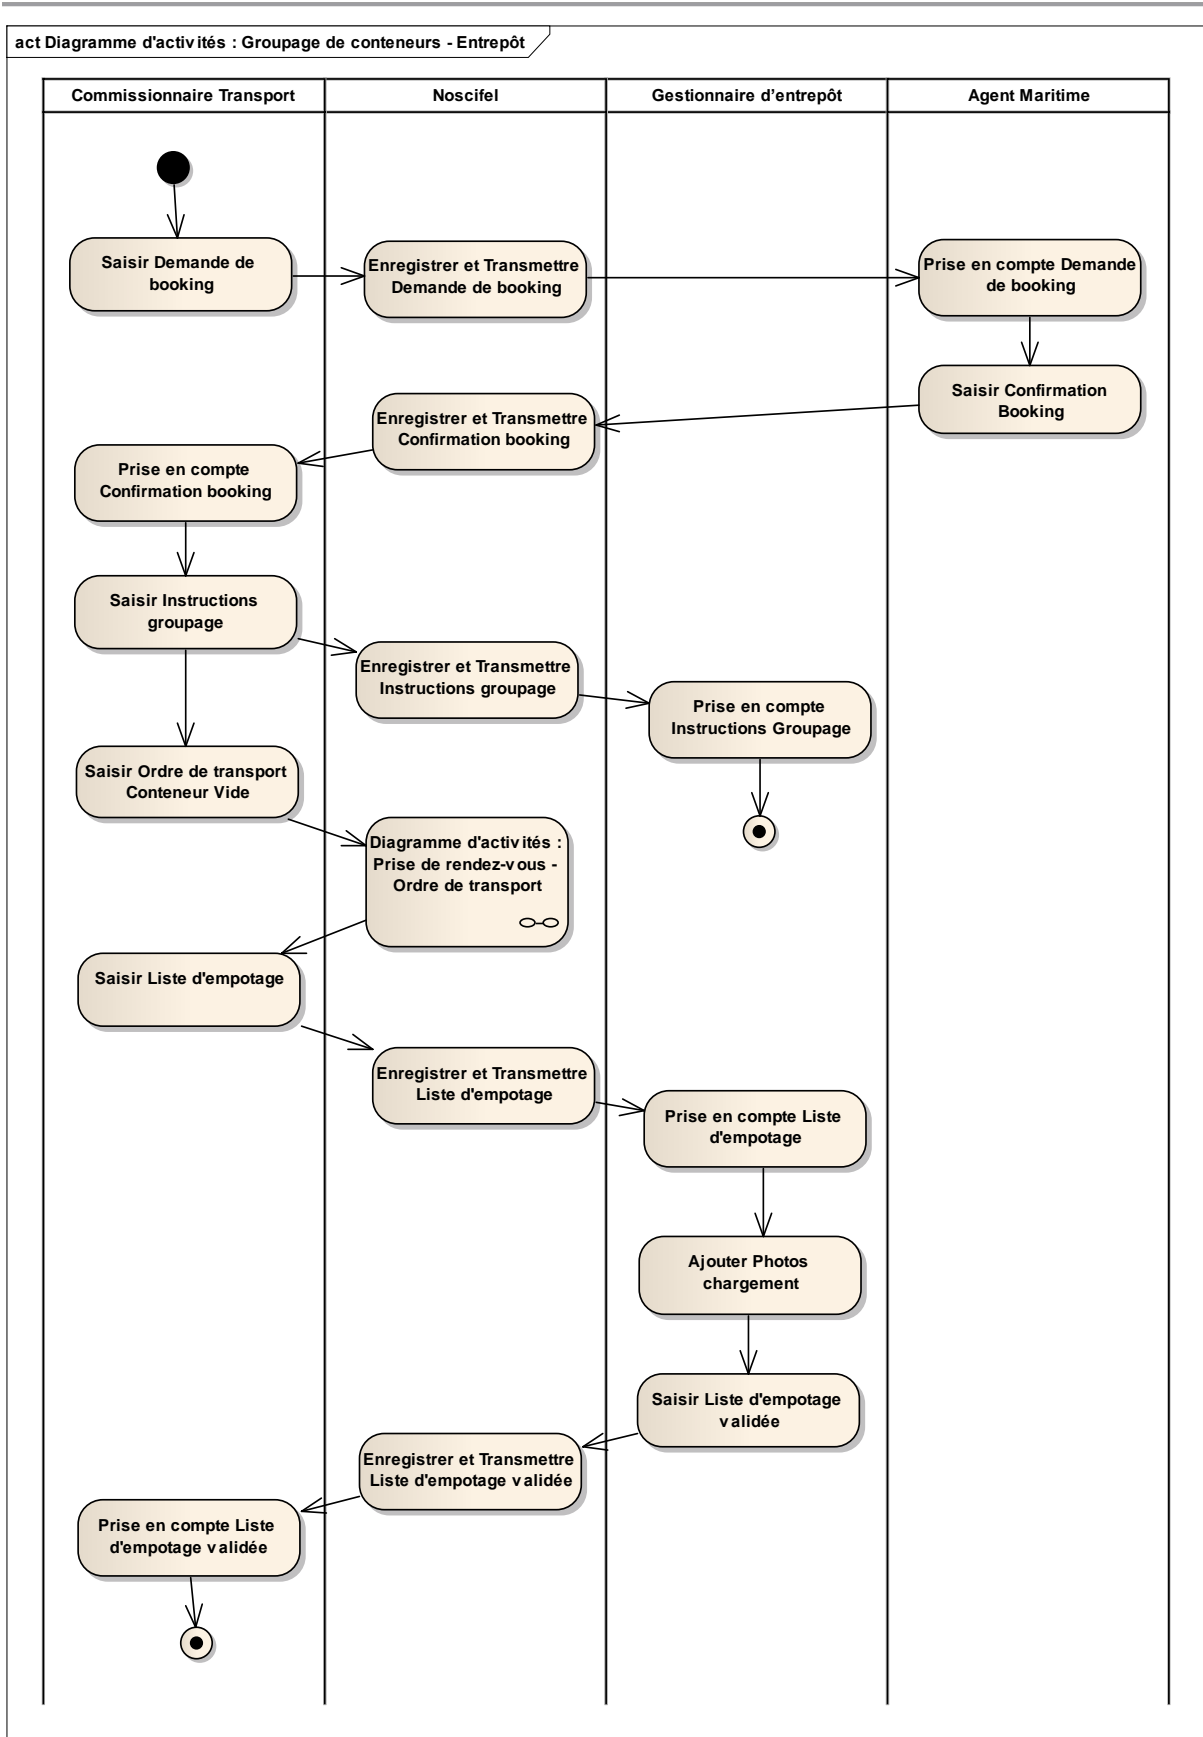 act Diagramme d'activités : Groupage de conteneurs - Entrepôt
Commissionnaire Transport
Noscifel
Gestionnaire d'entrepôt
Agent Maritime
Saisir Demande de
booking
Enregistrer et Transmettre
Demande de booking
Prise en compte Demande
de booking
Saisir Confirmation
Booking
Enregistrer et Transmettre
Confirmation booking
Prise en compte
Confirmation booking
Saisir Instructions
groupage
Enregistrer et Transmettre
Instructions groupage
Prise en compte
Instructions Groupage
Saisir Ordre de transport
Conteneur Vide
Diagramme d'activités :
Prise de rendez-vous -
Ordre de transport
Saisir Liste d'empotage
Enregistrer et Transmettre
Liste d'empotage
Prise en compte Liste
d'empotage
Ajouter Photos
chargement
Saisir Liste d'empotage
validée
Enregistrer et Transmettre
Liste d'empotage validée
Prise en compte Liste
d'empotage validée